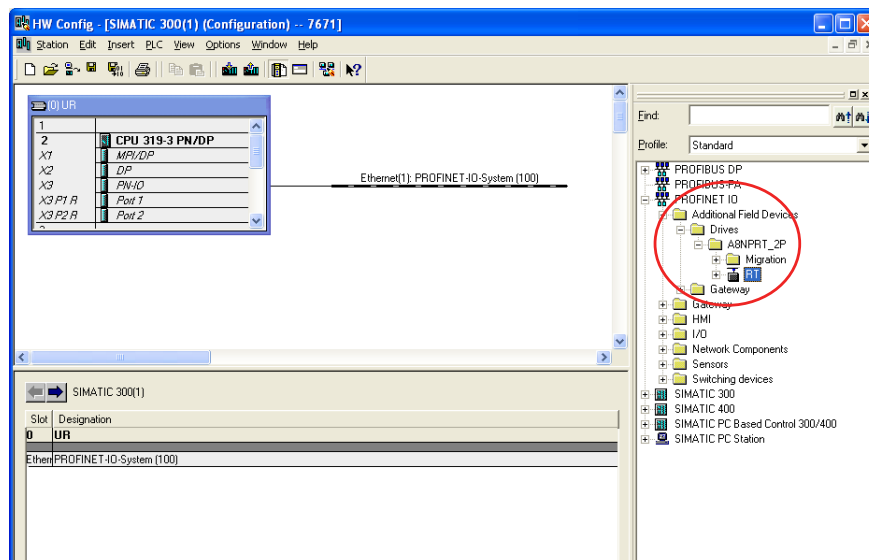 HW Config - [SIMATIC 300(1) (Configuration) -- 7671]
Station Edit Insert PLC View Options Window Help
(0) UR
1
2 CPU 319-3 PN/DP
X1 MPI/DP
X2 DP
X3 PN-IO
X3 P1 R Port 1
X3 P2 R Port 2
Ethernet(1): PROFINET-IO-System (100)
SIMATIC 300(1)
Slot Designation
0 UR
Ethern PROFINET-IO-System (100)
Find:
Profile: Standard
PROFIBUS DP
PROFIBUS-PA
PROFINET IO
Additional Field Devices
Drives
A8NPRT_2P
Migration
RT
Gateway
Gateway
HMI
I/O
Network Components
Sensors
Switching devices
SIMATIC 300
SIMATIC 400
SIMATIC PC Based Control 300/400
SIMATIC PC Station